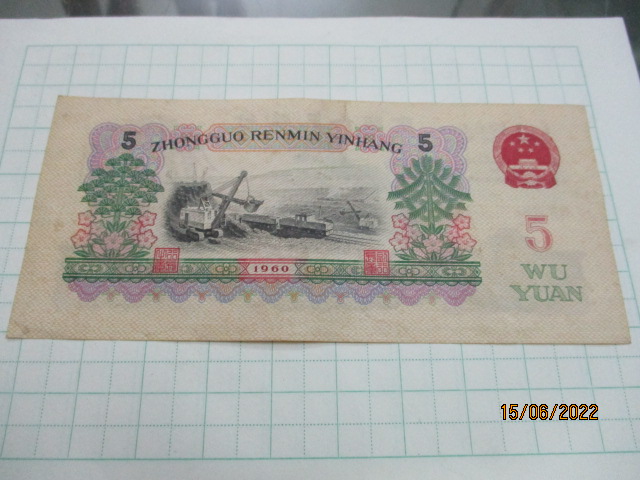 5 ZHONGGUO RENMIN YINHANG 5
5
1960
WU
YUAN
15/06/2022